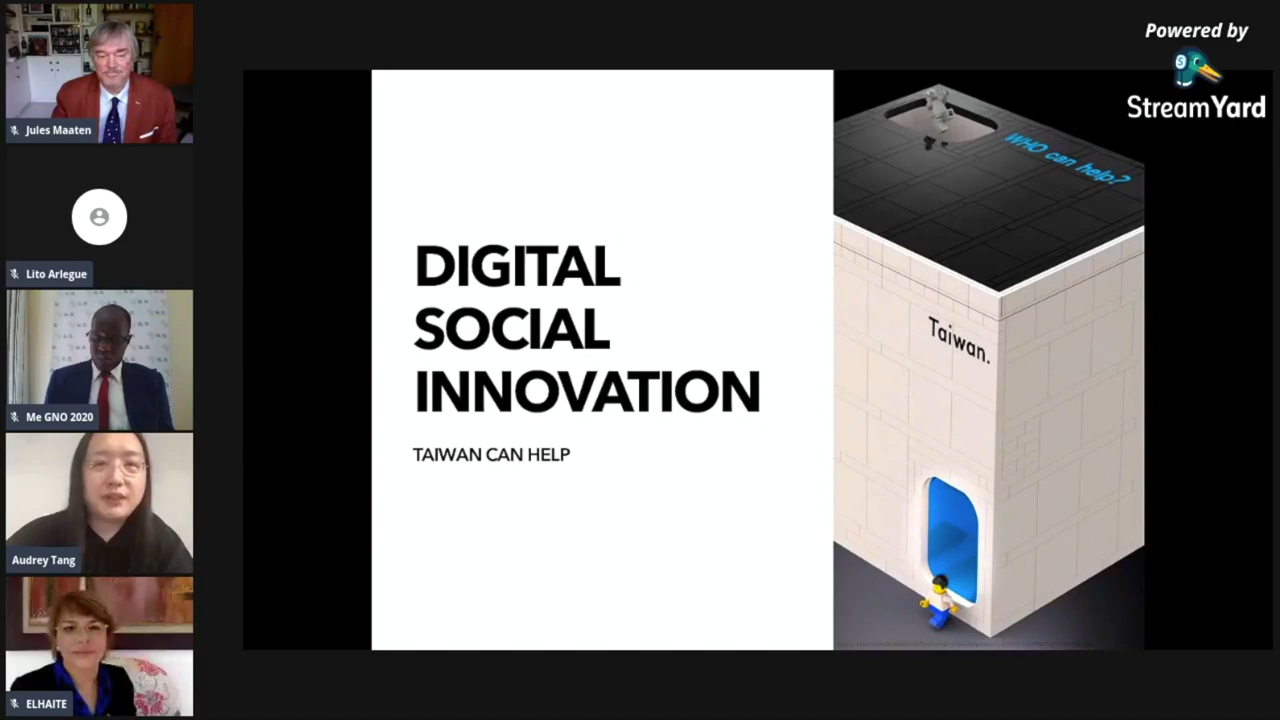 Powered by
StreamYard
Jules Maaten
Lito Arlegue
Me GNO 2020
Audrey Tang
ELHAITE
DIGITAL
SOCIAL
INNOVATION
TAIWAN CAN HELP
WHO can help?
Taiwan.